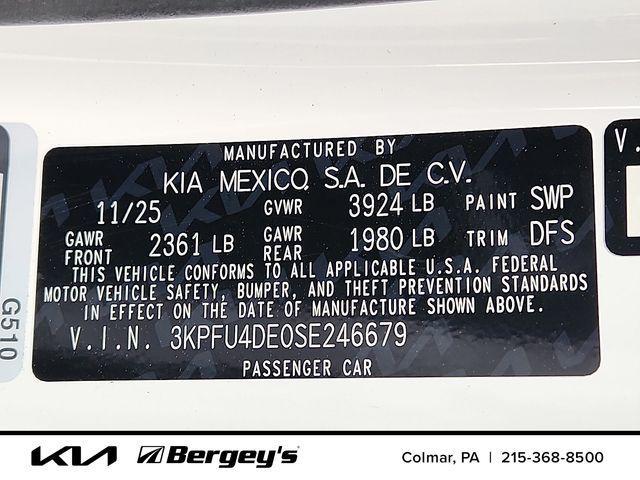 MANUFACTURED BY
KIA MEXICO S.A. DE C.V.
11/25 GVWR 3924 LB PAINT SWP
GAWR FRONT 2361 LB GAWR REAR 1980 LB TRIM DFS
THIS VEHICLE CONFORMS TO ALL APPLICABLE U.S.A. FEDERAL
MOTOR VEHICLE SAFETY, BUMPER, AND THEFT PREVENTION STANDARDS
IN EFFECT ON THE DATE OF MANUFACTURE SHOWN ABOVE.
V.I.N. 3KPFU4DE0SE246679
PASSENGER CAR
G510
V.
KIA Bergey's Colmar, PA | 215-368-8500